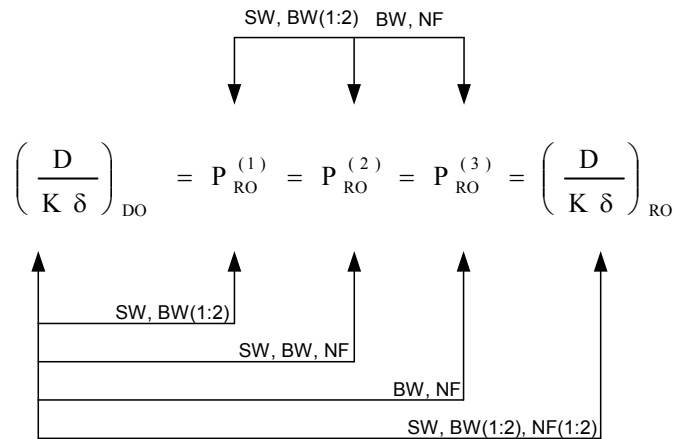 SW, BW(1:2) BW, NF
( D / K δ ) DO = P RO (1) = P RO (2) = P RO (3) = ( D / K δ ) RO
SW, BW(1:2)
SW, BW, NF
BW, NF
SW, BW(1:2), NF(1:2)